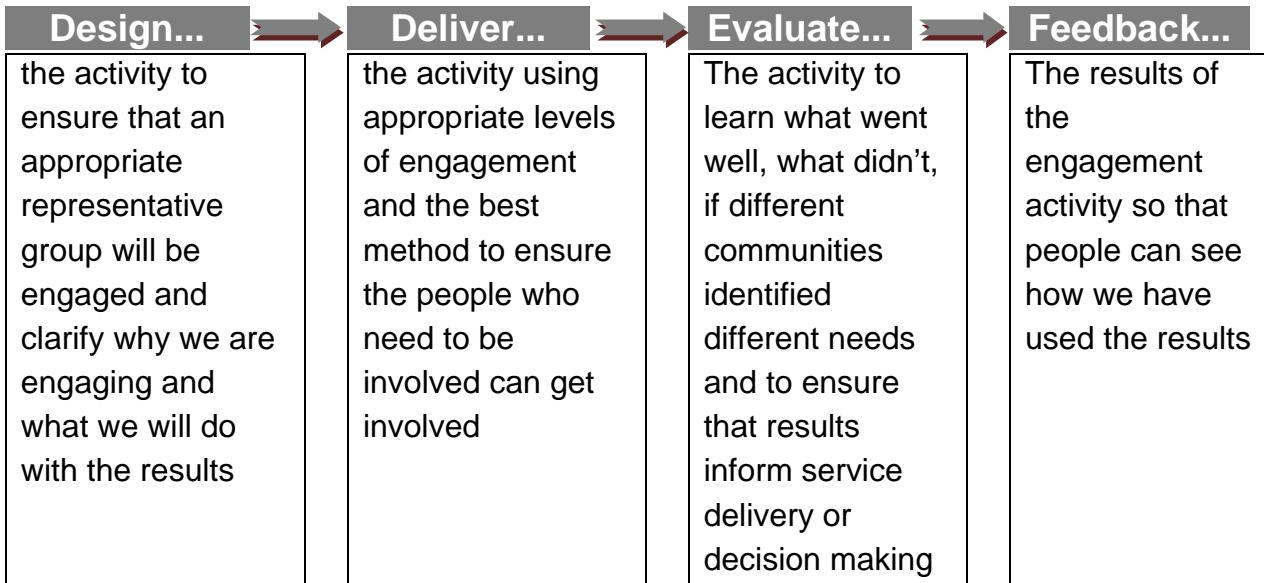 Design...
the activity to
ensure that an
appropriate
representative
group will be
engaged and
clarify why we are
engaging and
what we will do
with the results
Deliver...
the activity using
appropriate levels
of engagement
and the best
method to ensure
the people who
need to be
involved can get
involved
Evaluate...
The activity to
learn what went
well, what didn’t,
if different
communities
identified
different needs
and to ensure
that results
inform service
delivery or
decision making
Feedback...
The results of
the
engagement
activity so that
people can see
how we have
used the results